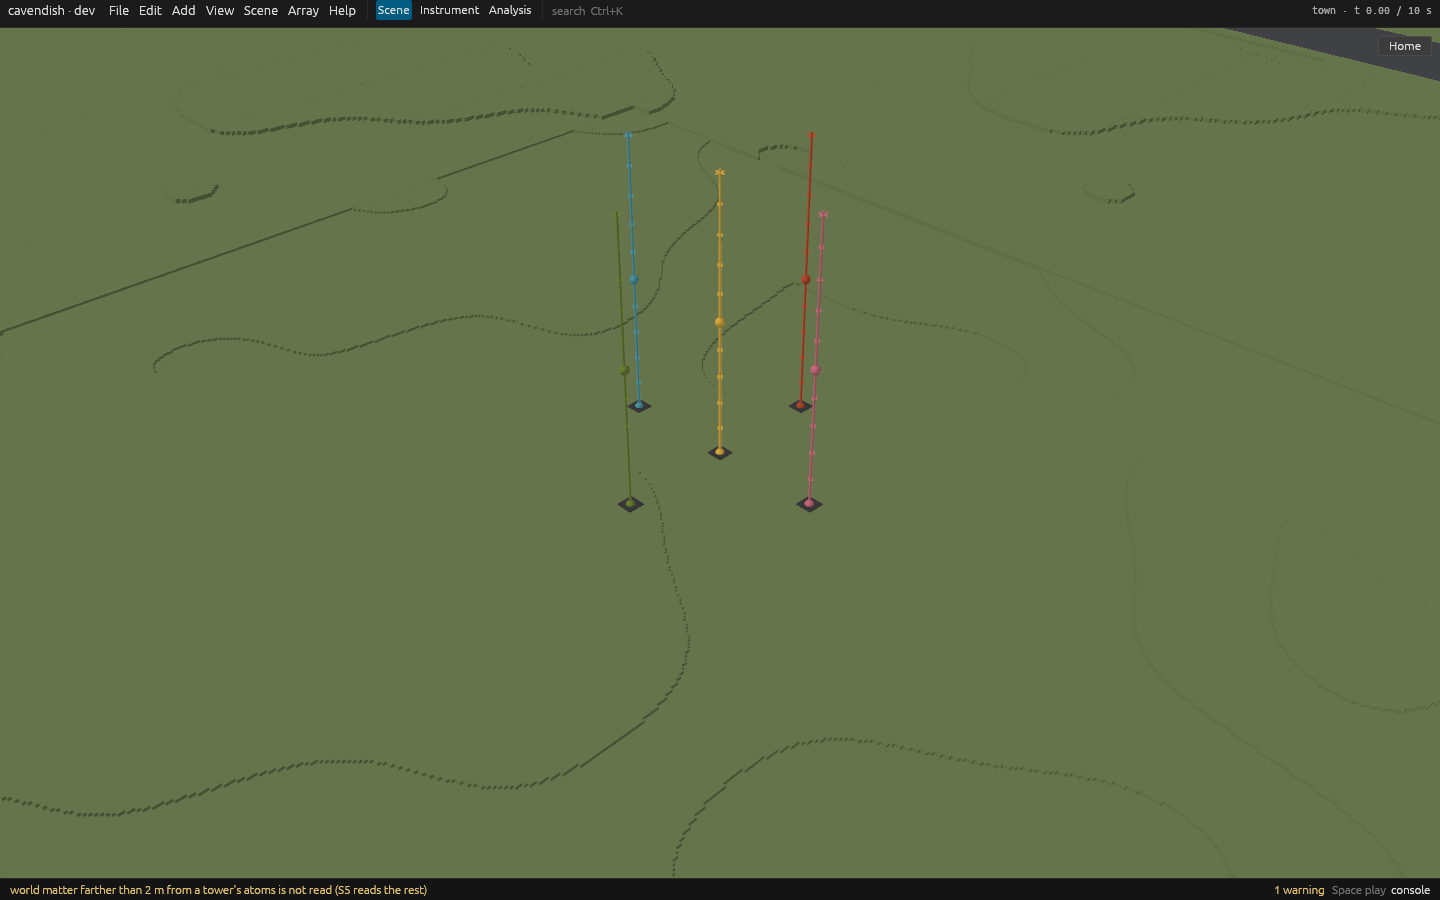 cavendish · dev File Edit Add View Scene Array Help Scene Instrument Analysis search Ctrl+K town · t 0.00 / 10 s
Home
world matter farther than 2 m from a tower's atoms is not read (S5 reads the rest) 1 warning Space play console